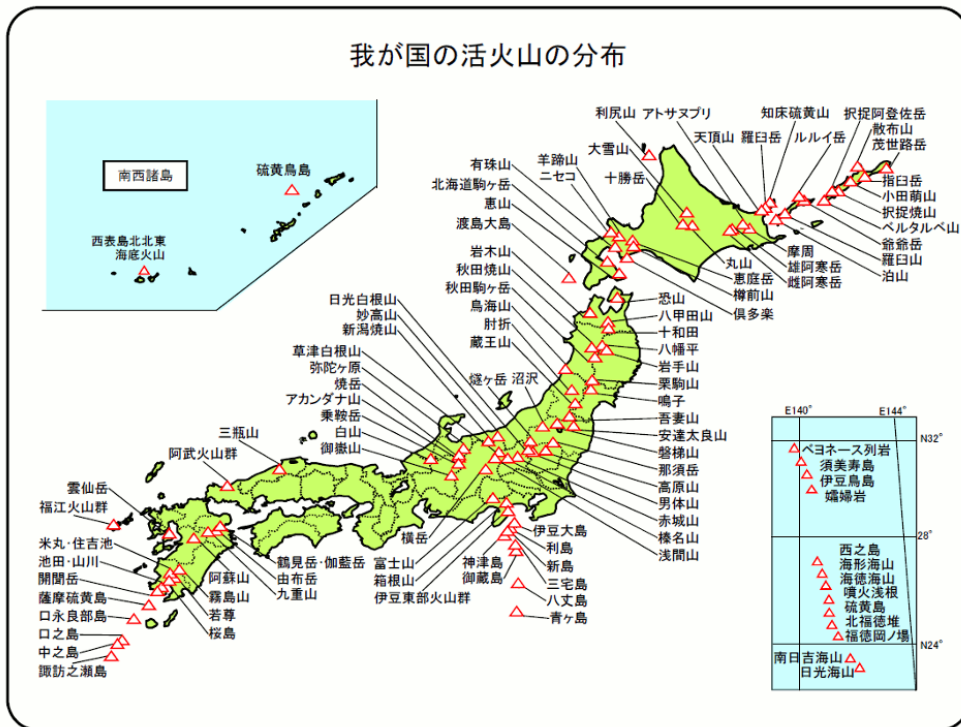 我が国の活火山の分布
南西諸島
硫黄鳥島
西表島北北東
海底火山
利尻山
アトサヌプリ
知床硫黄山
択捉阿登佐岳
天頂山
羅臼岳
ルルイ岳
散布山
茂世路岳
大雪山
羊蹄山
ニセコ
十勝岳
有珠山
北海道駒ヶ岳
恵山
渡島大島
指臼岳
小田萌山
択捉焼山
ベルタルベ山
爺爺岳
羅臼山
泊山
摩周
雄阿寒岳
雌阿寒岳
丸山
恵庭岳
樽前山
倶多楽
岩木山
秋田焼山
秋田駒ヶ岳
鳥海山
肘折
蔵王山
恐山
八甲田山
十和田
八幡平
岩手山
栗駒山
鳴子
吾妻山
安達太良山
磐梯山
那須岳
高原山
男体山
赤城山
榛名山
浅間山
日光白根山
妙高山
新潟焼山
草津白根山
弥陀ヶ原
焼岳
アカンダナ山
乗鞍岳
白山
御嶽山
燧ヶ岳
沼沢
三瓶山
阿武火山群
雲仙岳
福江火山群
米丸・住吉池
池田・山川
開聞岳
薩摩硫黄島
口永良部島
口之島
中之島
諏訪之瀬島
鶴見岳・伽藍岳
由布岳
九重山
阿蘇山
霧島山
若尊
桜島
横岳
富士山
箱根山
伊豆東部火山群
伊豆大島
利島
新島
神津島
御蔵島
三宅島
八丈島
青ヶ島
E140°
E144°
N32°
ベヨネース列岩
須美寿島
伊豆鳥島
孀婦岩
28°
西之島
海形海山
海徳海山
噴火浅根
硫黄島
北福徳堆
福徳岡ノ場
N24°
南日吉海山
日光海山